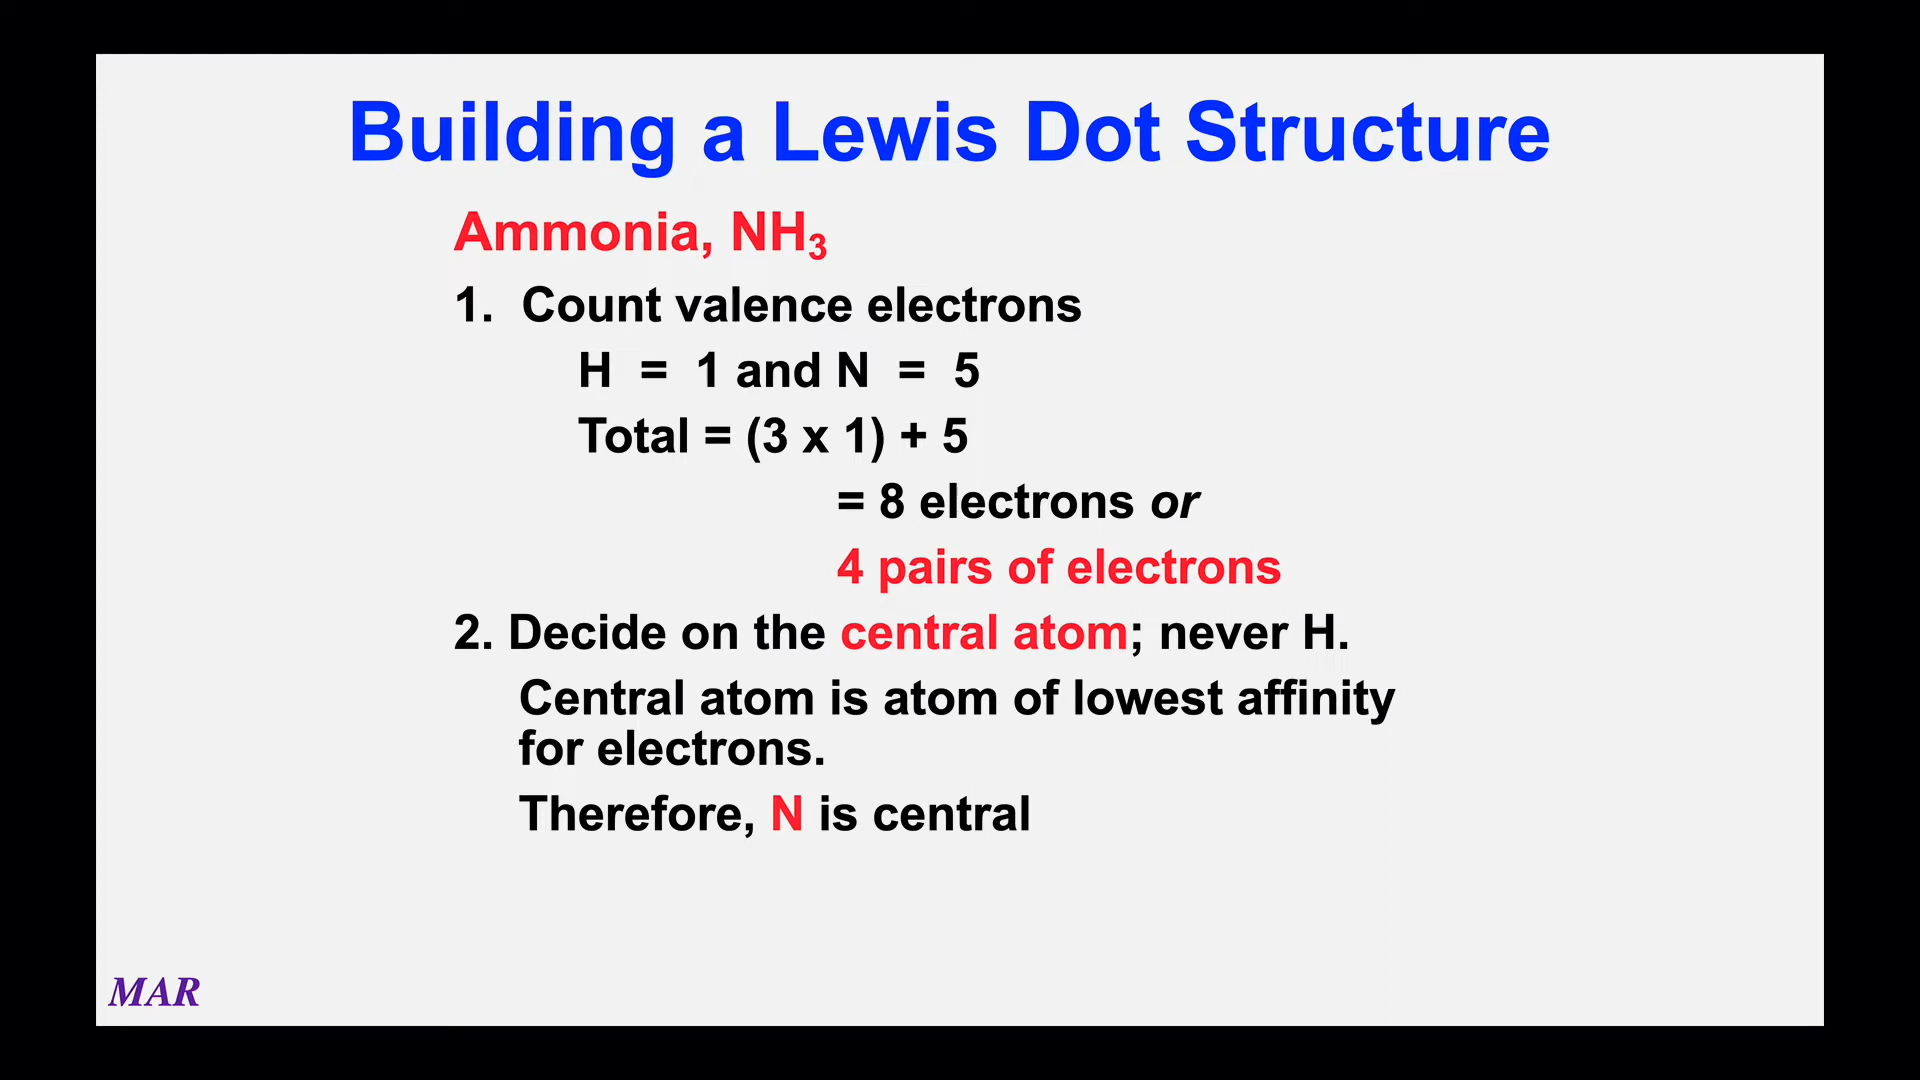 Building a Lewis Dot Structure
Ammonia, NH₃
1. Count valence electrons
H = 1 and N = 5
Total = (3 x 1) + 5
= 8 electrons or
4 pairs of electrons
2. Decide on the central atom; never H.
Central atom is atom of lowest affinity
for electrons.
Therefore, N is central
MAR